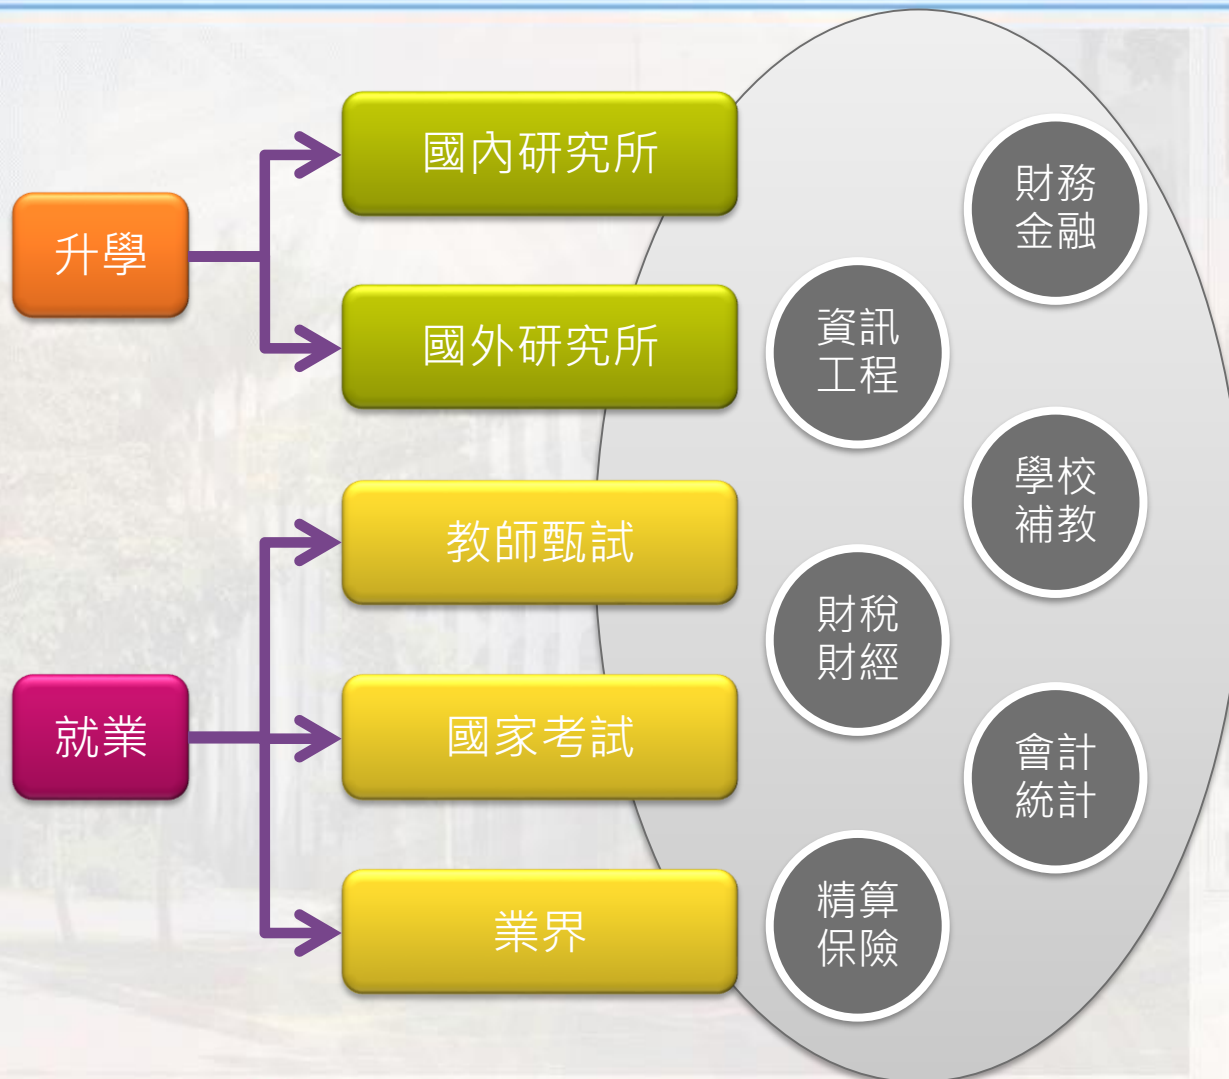 升學
國內研究所
國外研究所
就業
教師甄試
國家考試
業界
財務
金融
資訊
工程
學校
補教
財稅
財經
會計
統計
精算
保險